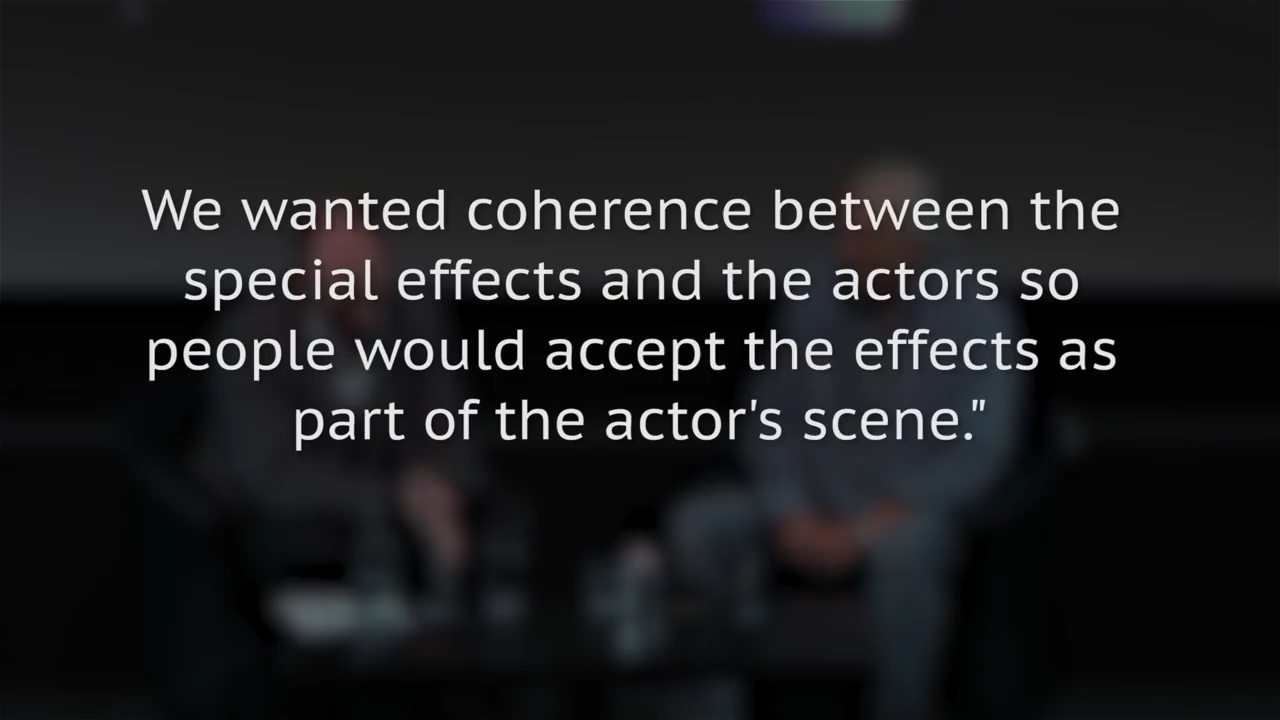 We wanted coherence between the
special effects and the actors so
people would accept the effects as
part of the actor's scene."